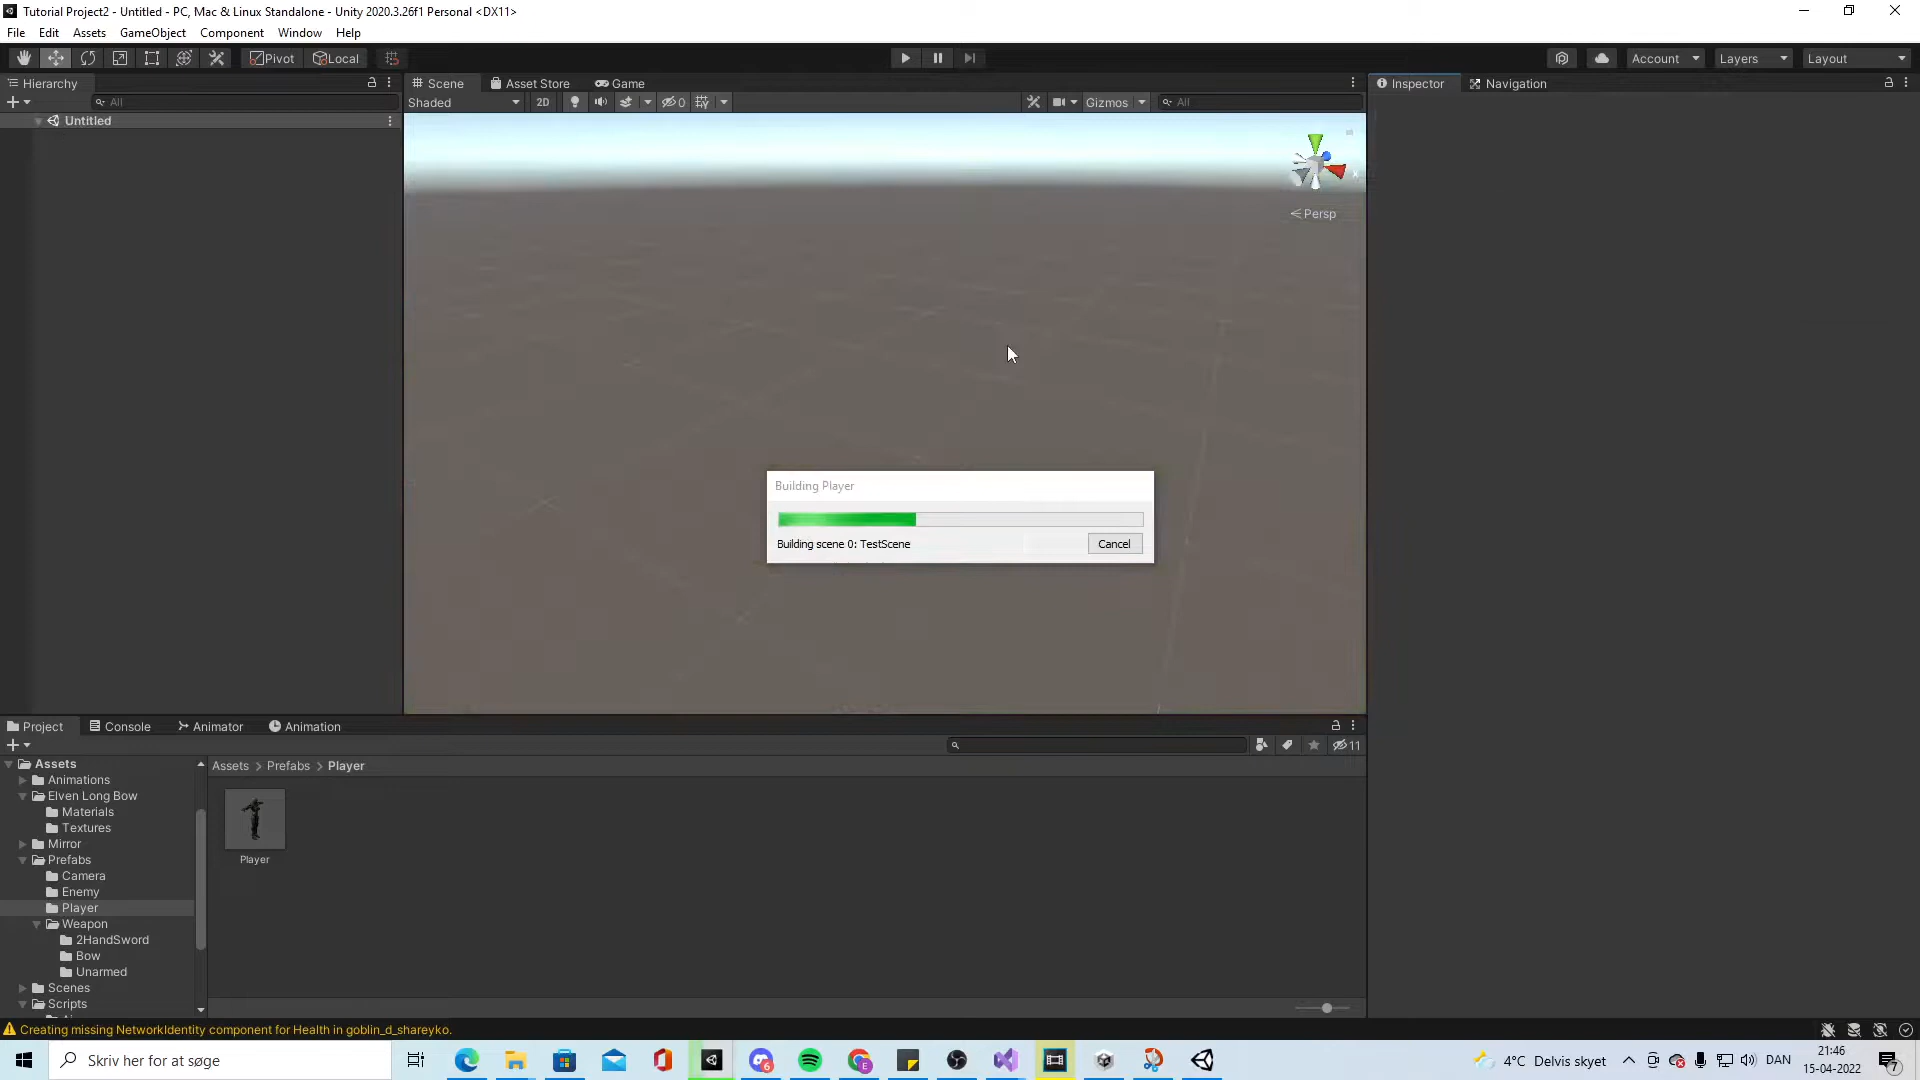 Tutorial Project2 - Untitled - PC, Mac & Linux Standalone - Unity 2020.3.26f1 Personal <DX11>
File Edit Assets GameObject Component Window Help
Pivot Local Account Layers Layout
Hierarchy Scene Asset Store Game Inspector Navigation
All Shaded 2D 0 Gizmos All
Untitled
x
Persp
Building Player
Building scene 0: TestScene Cancel
Project Console Animator Animation
11
Assets Assets > Prefabs > Player
Animations
Elven Long Bow
Materials
Textures
Mirror
Prefabs Player
Camera
Enemy
Player
Weapon
2HandSword
Bow
Unarmed
Scenes
Scripts
Creating missing NetworkIdentity component for Health in goblin_d_shareyko.
Skriv her for at søge 6 E 4°C Delvis skyet DAN 21:46
15-04-2022 7